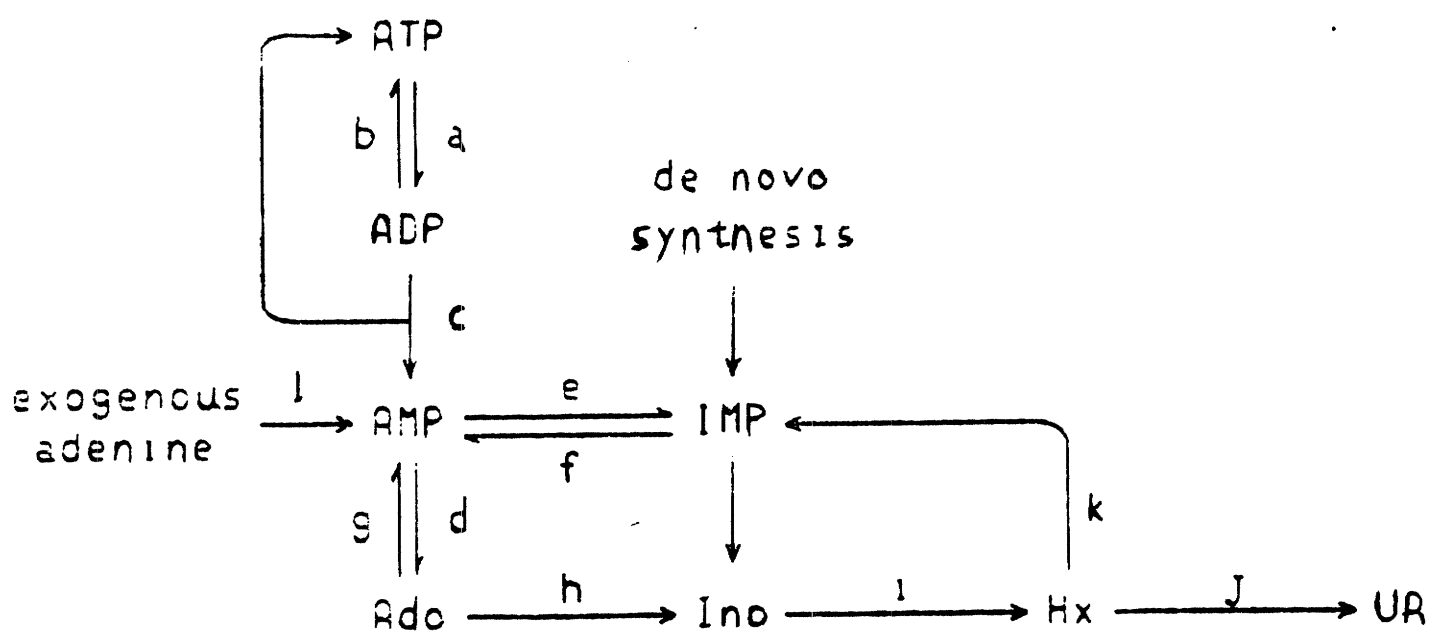 ATP
b a
de novo
ADP
synthesis
c
exogenous l
AMP e IMP
adenine
f
g d k
h i J
Ado Ino Hx UA